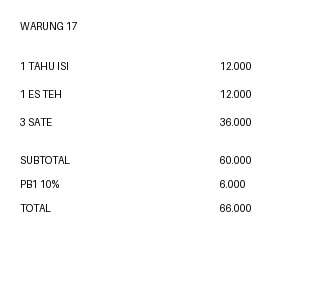 WARUNG 17
1 TAHU ISI 12.000
1 ES TEH 12.000
3 SATE 36.000
SUBTOTAL 60.000
PB1 10% 6.000
TOTAL 66.000